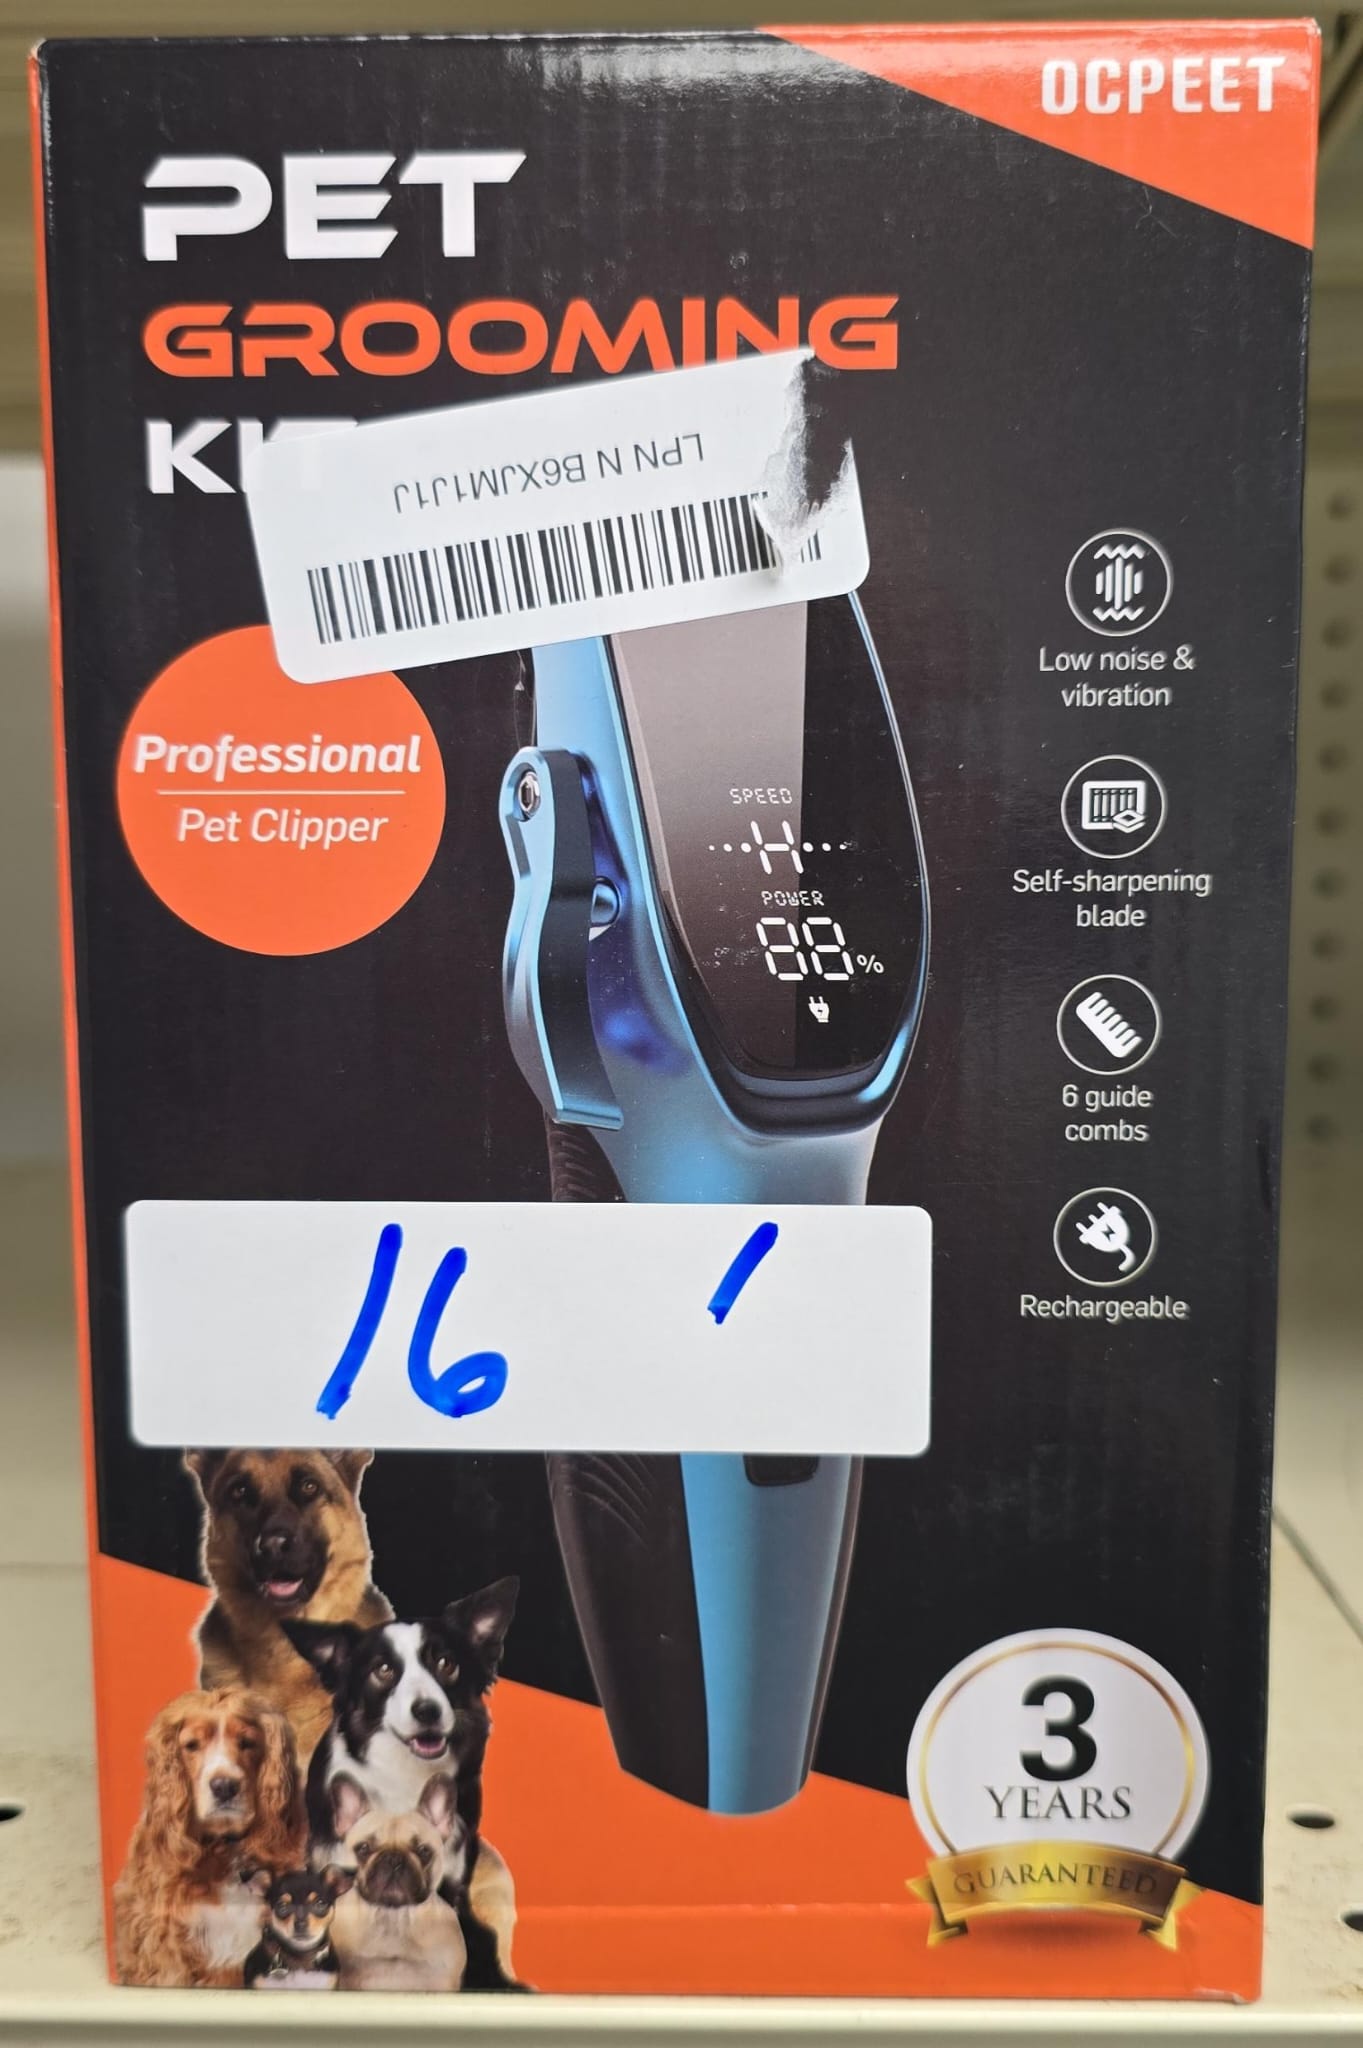 OCPEET
PET
GROOMING
LPN N B6XJM1J1J
Low noise &
vibration
Professional
Pet Clipper
SPEED
H
POWER
88%
Self-sharpening
blade
6 guide
combs
16 '
Rechargeable
3
YEARS
GUARANTEED